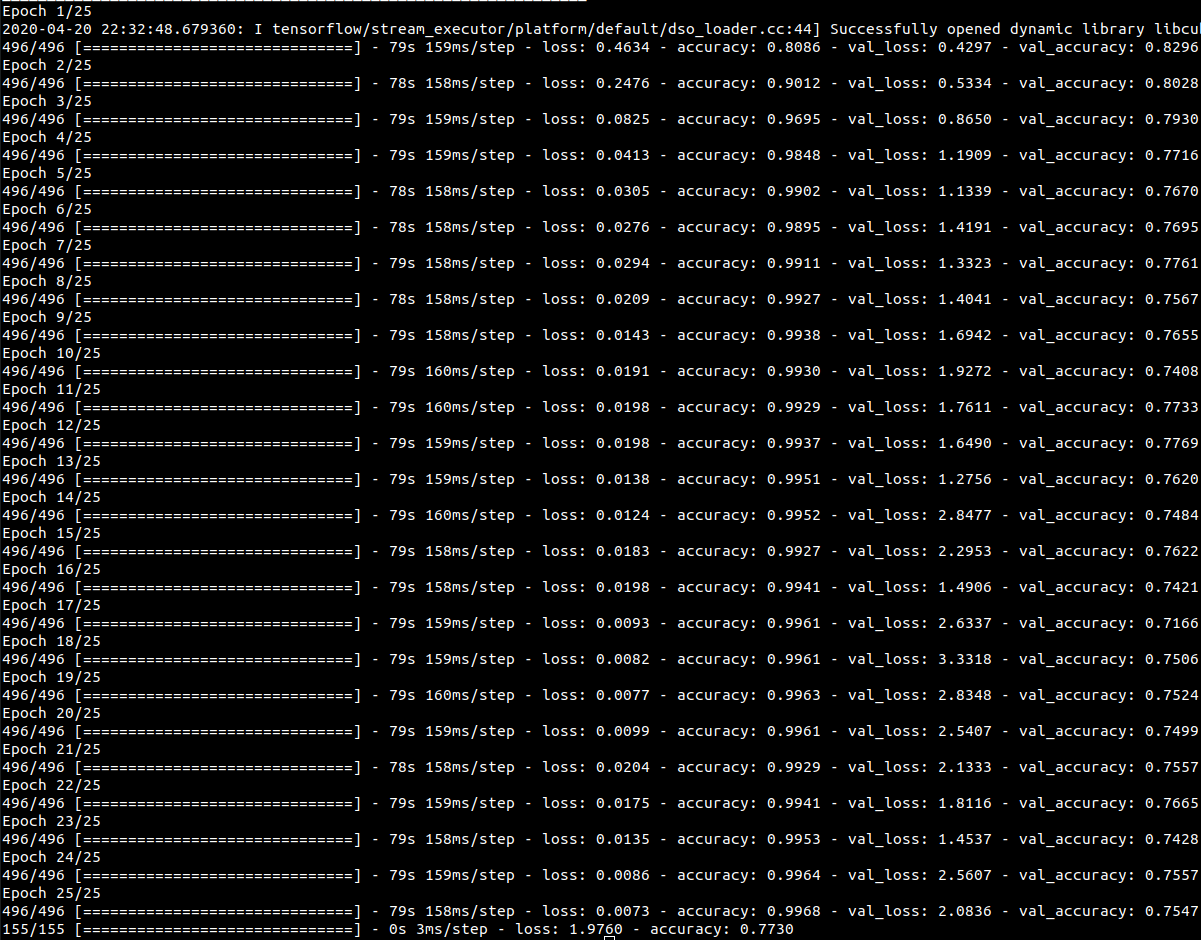 Epoch 1/25
2020-04-20 22:32:48.679360: I tensorflow/stream_executor/platform/default/dso_loader.cc:44] Successfully opened dynamic library libcu
496/496 [==============================] - 79s 159ms/step - loss: 0.4634 - accuracy: 0.8086 - val_loss: 0.4297 - val_accuracy: 0.8296
Epoch 2/25
496/496 [==============================] - 78s 158ms/step - loss: 0.2476 - accuracy: 0.9012 - val_loss: 0.5334 - val_accuracy: 0.8028
Epoch 3/25
496/496 [==============================] - 79s 159ms/step - loss: 0.0825 - accuracy: 0.9695 - val_loss: 0.8650 - val_accuracy: 0.7930
Epoch 4/25
496/496 [==============================] - 79s 159ms/step - loss: 0.0413 - accuracy: 0.9848 - val_loss: 1.1909 - val_accuracy: 0.7716
Epoch 5/25
496/496 [==============================] - 78s 158ms/step - loss: 0.0305 - accuracy: 0.9902 - val_loss: 1.1339 - val_accuracy: 0.7670
Epoch 6/25
496/496 [==============================] - 78s 158ms/step - loss: 0.0276 - accuracy: 0.9895 - val_loss: 1.4191 - val_accuracy: 0.7695
Epoch 7/25
496/496 [==============================] - 79s 158ms/step - loss: 0.0294 - accuracy: 0.9911 - val_loss: 1.3323 - val_accuracy: 0.7761
Epoch 8/25
496/496 [==============================] - 78s 158ms/step - loss: 0.0209 - accuracy: 0.9927 - val_loss: 1.4041 - val_accuracy: 0.7567
Epoch 9/25
496/496 [==============================] - 79s 158ms/step - loss: 0.0143 - accuracy: 0.9938 - val_loss: 1.6942 - val_accuracy: 0.7655
Epoch 10/25
496/496 [==============================] - 79s 160ms/step - loss: 0.0191 - accuracy: 0.9930 - val_loss: 1.9272 - val_accuracy: 0.7408
Epoch 11/25
496/496 [==============================] - 79s 160ms/step - loss: 0.0198 - accuracy: 0.9929 - val_loss: 1.7611 - val_accuracy: 0.7733
Epoch 12/25
496/496 [==============================] - 79s 159ms/step - loss: 0.0198 - accuracy: 0.9937 - val_loss: 1.6490 - val_accuracy: 0.7769
Epoch 13/25
496/496 [==============================] - 79s 159ms/step - loss: 0.0138 - accuracy: 0.9951 - val_loss: 1.2756 - val_accuracy: 0.7620
Epoch 14/25
496/496 [==============================] - 79s 160ms/step - loss: 0.0124 - accuracy: 0.9952 - val_loss: 2.8477 - val_accuracy: 0.7484
Epoch 15/25
496/496 [==============================] - 79s 158ms/step - loss: 0.0183 - accuracy: 0.9927 - val_loss: 2.2953 - val_accuracy: 0.7622
Epoch 16/25
496/496 [==============================] - 79s 158ms/step - loss: 0.0198 - accuracy: 0.9941 - val_loss: 1.4906 - val_accuracy: 0.7421
Epoch 17/25
496/496 [==============================] - 79s 159ms/step - loss: 0.0093 - accuracy: 0.9961 - val_loss: 2.6337 - val_accuracy: 0.7166
Epoch 18/25
496/496 [==============================] - 79s 159ms/step - loss: 0.0082 - accuracy: 0.9961 - val_loss: 3.3318 - val_accuracy: 0.7506
Epoch 19/25
496/496 [==============================] - 79s 160ms/step - loss: 0.0077 - accuracy: 0.9963 - val_loss: 2.8348 - val_accuracy: 0.7524
Epoch 20/25
496/496 [==============================] - 79s 159ms/step - loss: 0.0099 - accuracy: 0.9961 - val_loss: 2.5407 - val_accuracy: 0.7499
Epoch 21/25
496/496 [==============================] - 78s 158ms/step - loss: 0.0204 - accuracy: 0.9929 - val_loss: 2.1333 - val_accuracy: 0.7557
Epoch 22/25
496/496 [==============================] - 79s 159ms/step - loss: 0.0175 - accuracy: 0.9941 - val_loss: 1.8116 - val_accuracy: 0.7665
Epoch 23/25
496/496 [==============================] - 79s 158ms/step - loss: 0.0135 - accuracy: 0.9953 - val_loss: 1.4537 - val_accuracy: 0.7428
Epoch 24/25
496/496 [==============================] - 79s 159ms/step - loss: 0.0086 - accuracy: 0.9964 - val_loss: 2.5607 - val_accuracy: 0.7557
Epoch 25/25
496/496 [==============================] - 79s 158ms/step - loss: 0.0073 - accuracy: 0.9968 - val_loss: 2.0836 - val_accuracy: 0.7547
155/155 [==============================] - 0s 3ms/step - loss: 1.9760 - accuracy: 0.7730